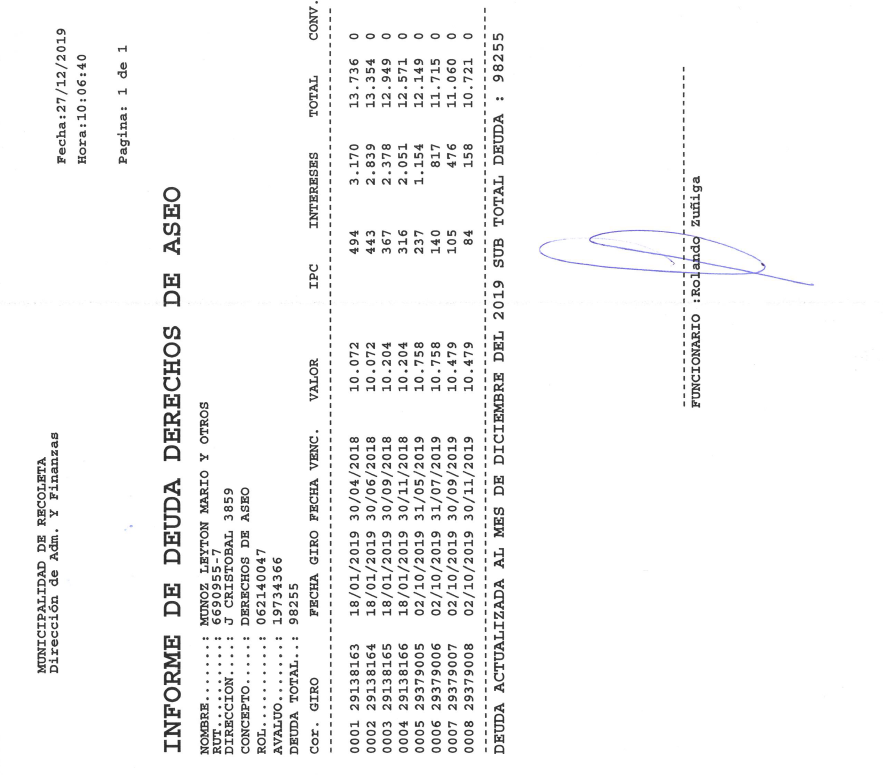 MUNICIPALIDAD DE RECOLETA
Dirección de Adm. Y Finanzas
Fecha:27/12/2019
Hora:10:06:40
Pagina: 1 de 1
INFORME DE DEUDA DERECHOS DE ASEO
NOMBRE.......: MUNOZ LEYTON MARIO Y OTROS
RUT..........: 6690955-7
DIRECCION....: J CRISTOBAL 3859
CONCEPTO.....: DERECHOS DE ASEO
ROL..........: 062140047
AVALUO.......: 19734366
DEUDA TOTAL..: 98255
Cor. GIRO FECHA GIRO FECHA VENC. VALOR IPC INTERESES TOTAL CONV.
0001 29138163 18/01/2019 30/04/2018 10.072 494 3.170 13.736 0
0002 29138164 18/01/2019 30/06/2018 10.072 443 2.839 13.354 0
0003 29138165 18/01/2019 30/09/2018 10.204 367 2.378 12.949 0
0004 29138166 18/01/2019 30/11/2018 10.204 316 2.051 12.571 0
0005 29379005 02/10/2019 31/05/2019 10.758 237 1.154 12.149 0
0006 29379006 02/10/2019 31/07/2019 10.758 140 817 11.715 0
0007 29379007 02/10/2019 30/09/2019 10.479 105 476 11.060 0
0008 29379008 02/10/2019 30/11/2019 10.479 84 158 10.721 0
DEUDA ACTUALIZADA AL MES DE DICIEMBRE DEL 2019 SUB TOTAL DEUDA : 98255
FUNCIONARIO :Rolando Zuñiga